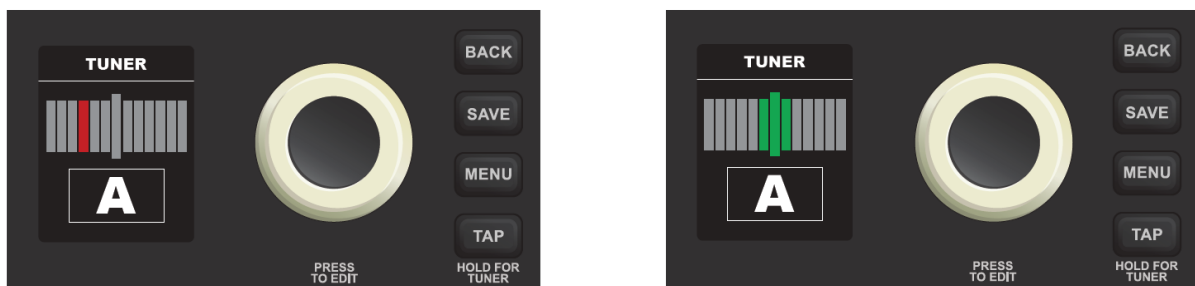 TUNER
A
BACK
SAVE
MENU
TAP
PRESS
TO EDIT
HOLD FOR
TUNER
TUNER
A
BACK
SAVE
MENU
TAP
PRESS
TO EDIT
HOLD FOR
TUNER